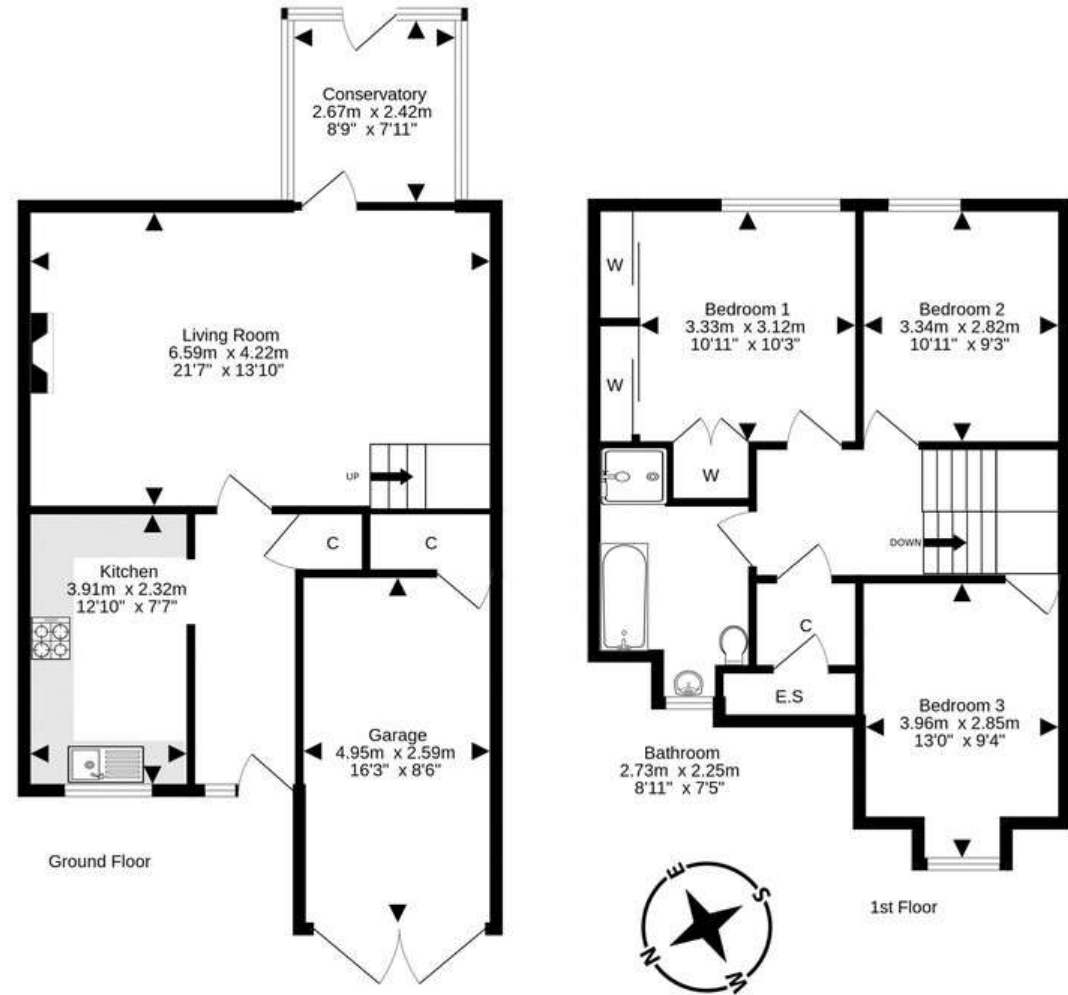 Conservatory
2.67m x 2.42m
8'9" x 7'11"
Living Room
6.59m x 4.22m
21'7" x 13'10"
UP
Kitchen
3.91m x 2.32m
12'10" x 7'7"
C
C
Garage
4.95m x 2.59m
16'3" x 8'6"
Ground Floor
W
W
Bedroom 1
3.33m x 3.12m
10'11" x 10'3"
Bedroom 2
3.34m x 2.82m
10'11" x 9'3"
W
DOWN
C
E.S
Bedroom 3
3.96m x 2.85m
13'0" x 9'4"
Bathroom
2.73m x 2.25m
8'11" x 7'5"
1st Floor
E
S
N
W